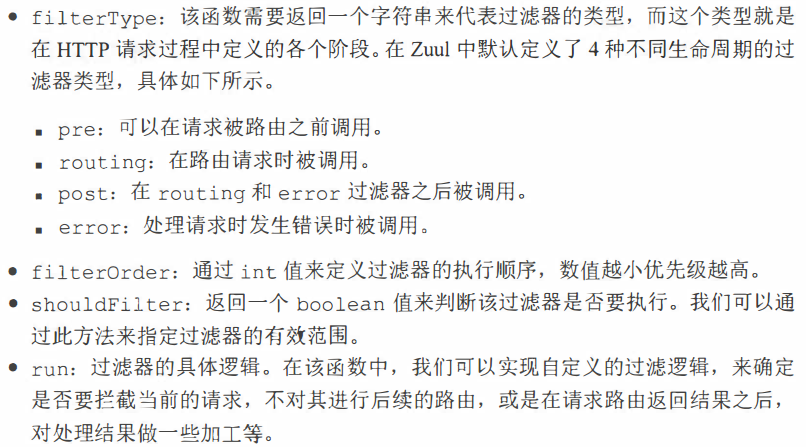 ● filterType：该函数需要返回一个字符串来代表过滤器的类型，而这个类型就是
在 HTTP 请求过程中定义的各个阶段。在 Zuul 中默认定义了 4 种不同生命周期的过
滤器类型，具体如下所示。
■ pre：可以在请求被路由之前调用。
■ routing：在路由请求时被调用。
■ post：在 routing 和 error 过滤器之后被调用。
■ error：处理请求时发生错误时被调用。
● filterOrder：通过 int 值来定义过滤器的执行顺序，数值越小优先级越高。
● shouldFilter：返回一个 boolean 值来判断该过滤器是否要执行。我们可以通
过此方法来指定过滤器的有效范围。
● run：过滤器的具体逻辑。在该函数中，我们可以实现自定义的过滤逻辑，来确定
是否要拦截当前的请求，不对其进行后续的路由，或是在请求路由返回结果之后，
对处理结果做一些加工等。